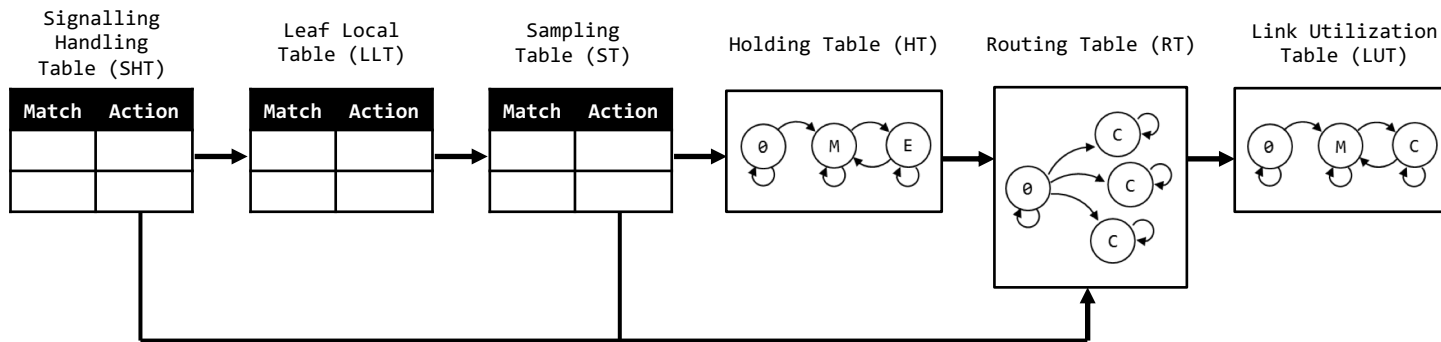 Signalling
Handling
Table (SHT)
Leaf Local
Table (LLT)
Sampling
Table (ST)
Holding Table (HT)
Routing Table (RT)
Link Utilization
Table (LUT)
Match Action
Match Action
Match Action
0 M E
0 C C C
0 M C